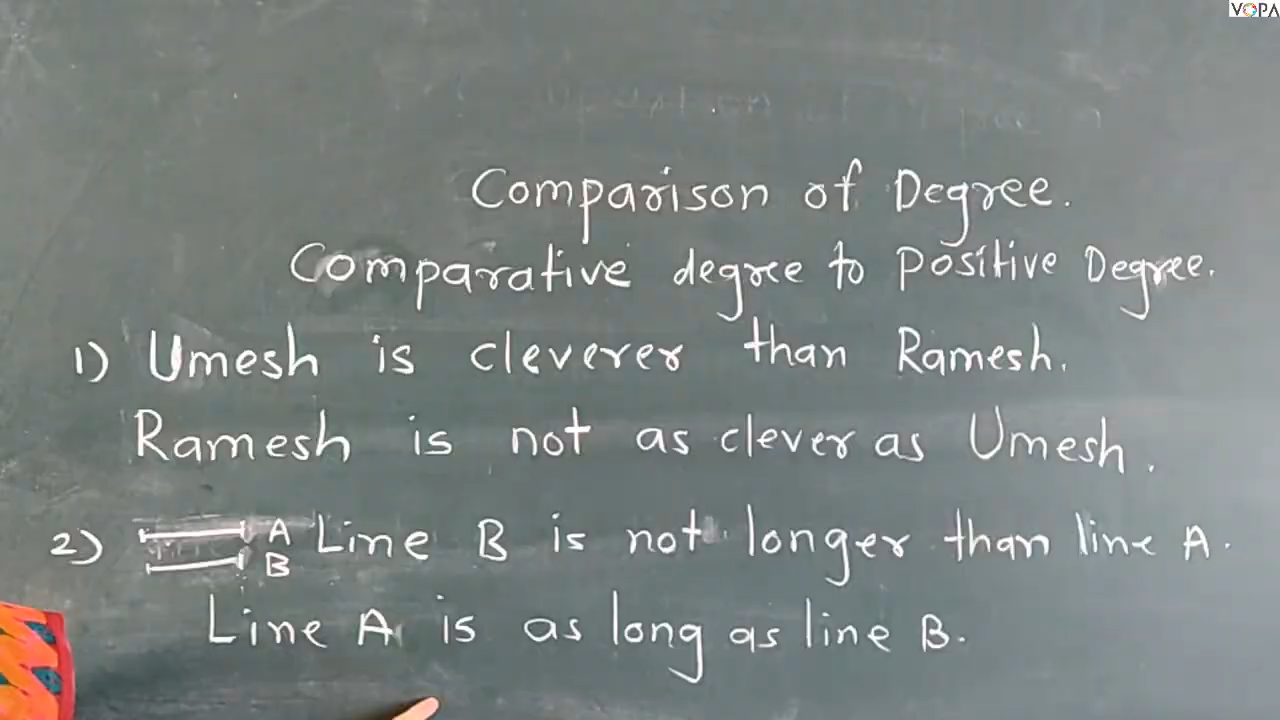 VOPA
Comparison of Degree.
Comparative degree to Positive Degree.
1) Umesh is cleverer than Ramesh.
Ramesh is not as clever as Umesh.
2) A B Line B is not longer than line A.
Line A is as long as line B.